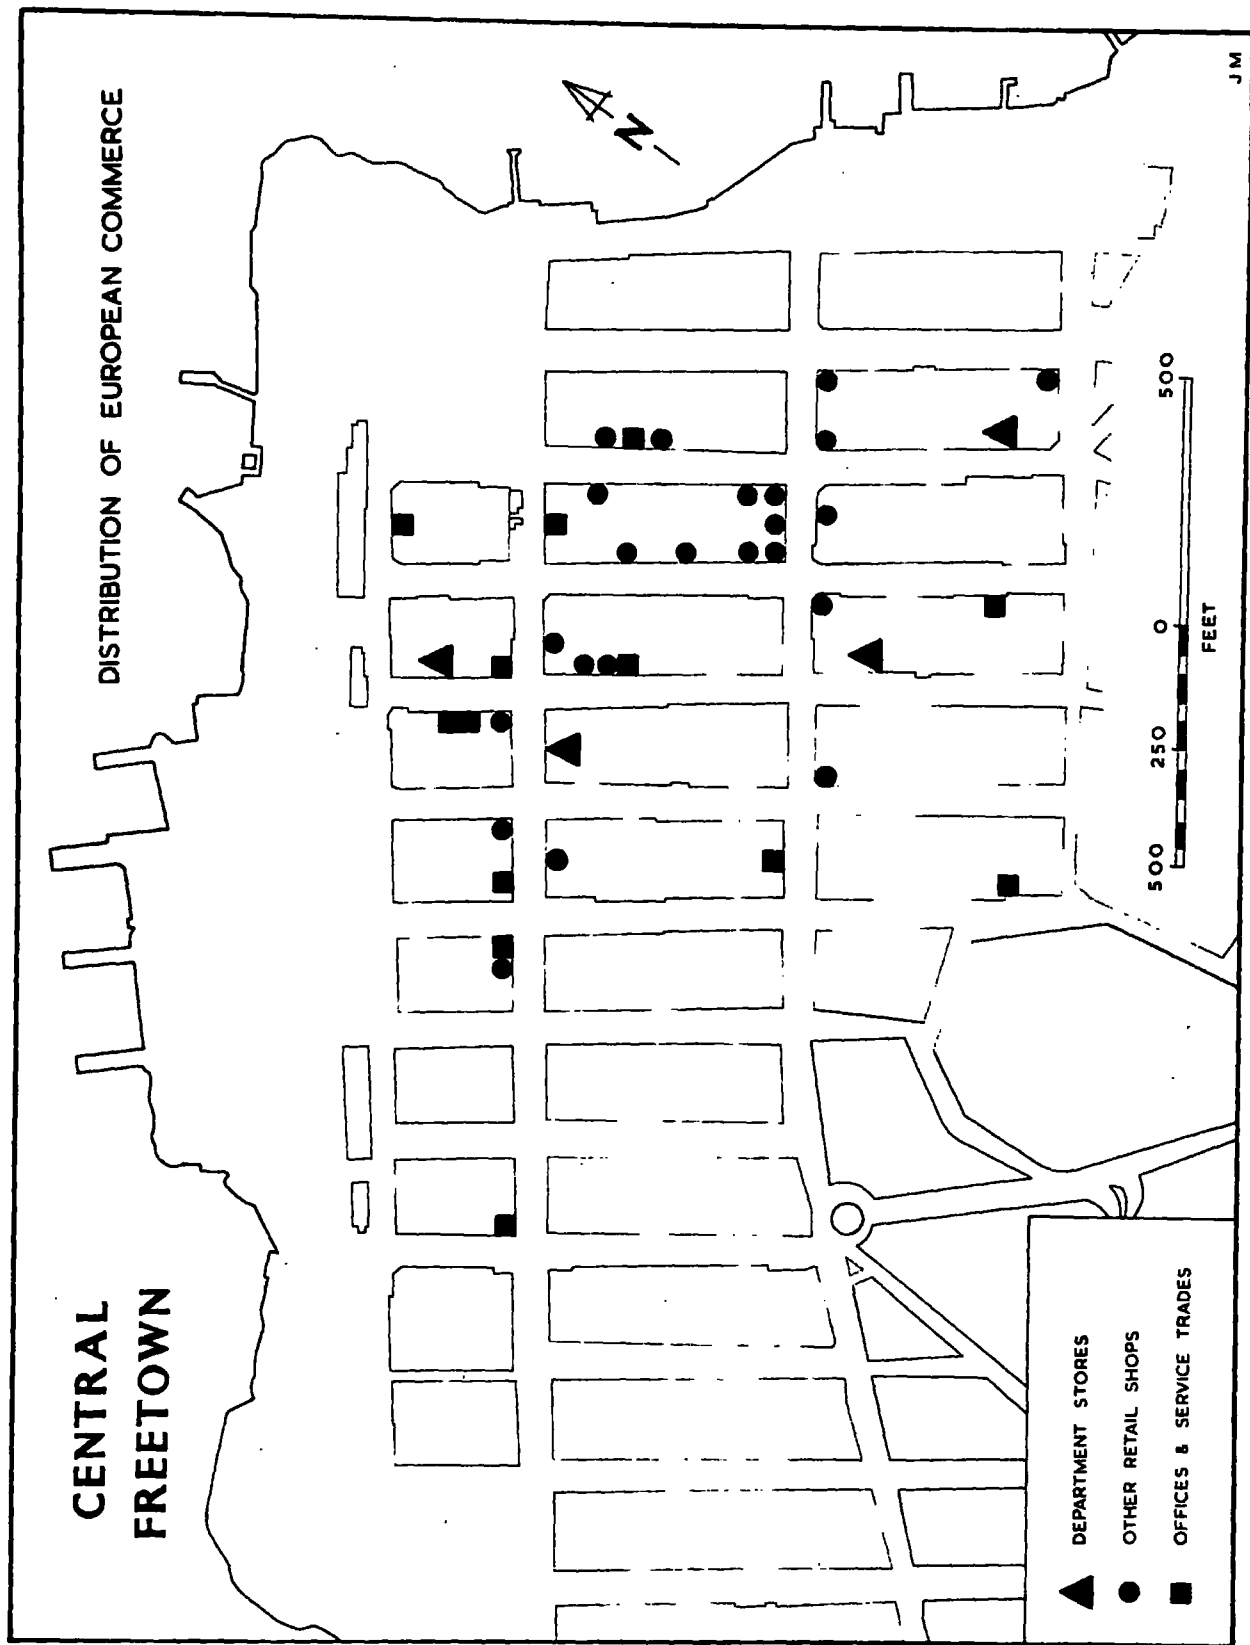 CENTRAL
FREETOWN
DISTRIBUTION OF EUROPEAN COMMERCE
N
DEPARTMENT STORES
OTHER RETAIL SHOPS
OFFICES & SERVICE TRADES
500 250 0 500
FEET
J M